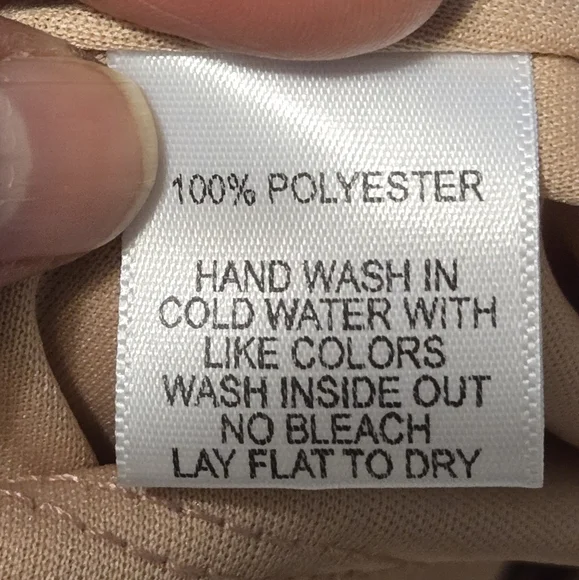 100% POLYESTER
HAND WASH IN
COLD WATER WITH
LIKE COLORS
WASH INSIDE OUT
NO BLEACH
LAY FLAT TO DRY